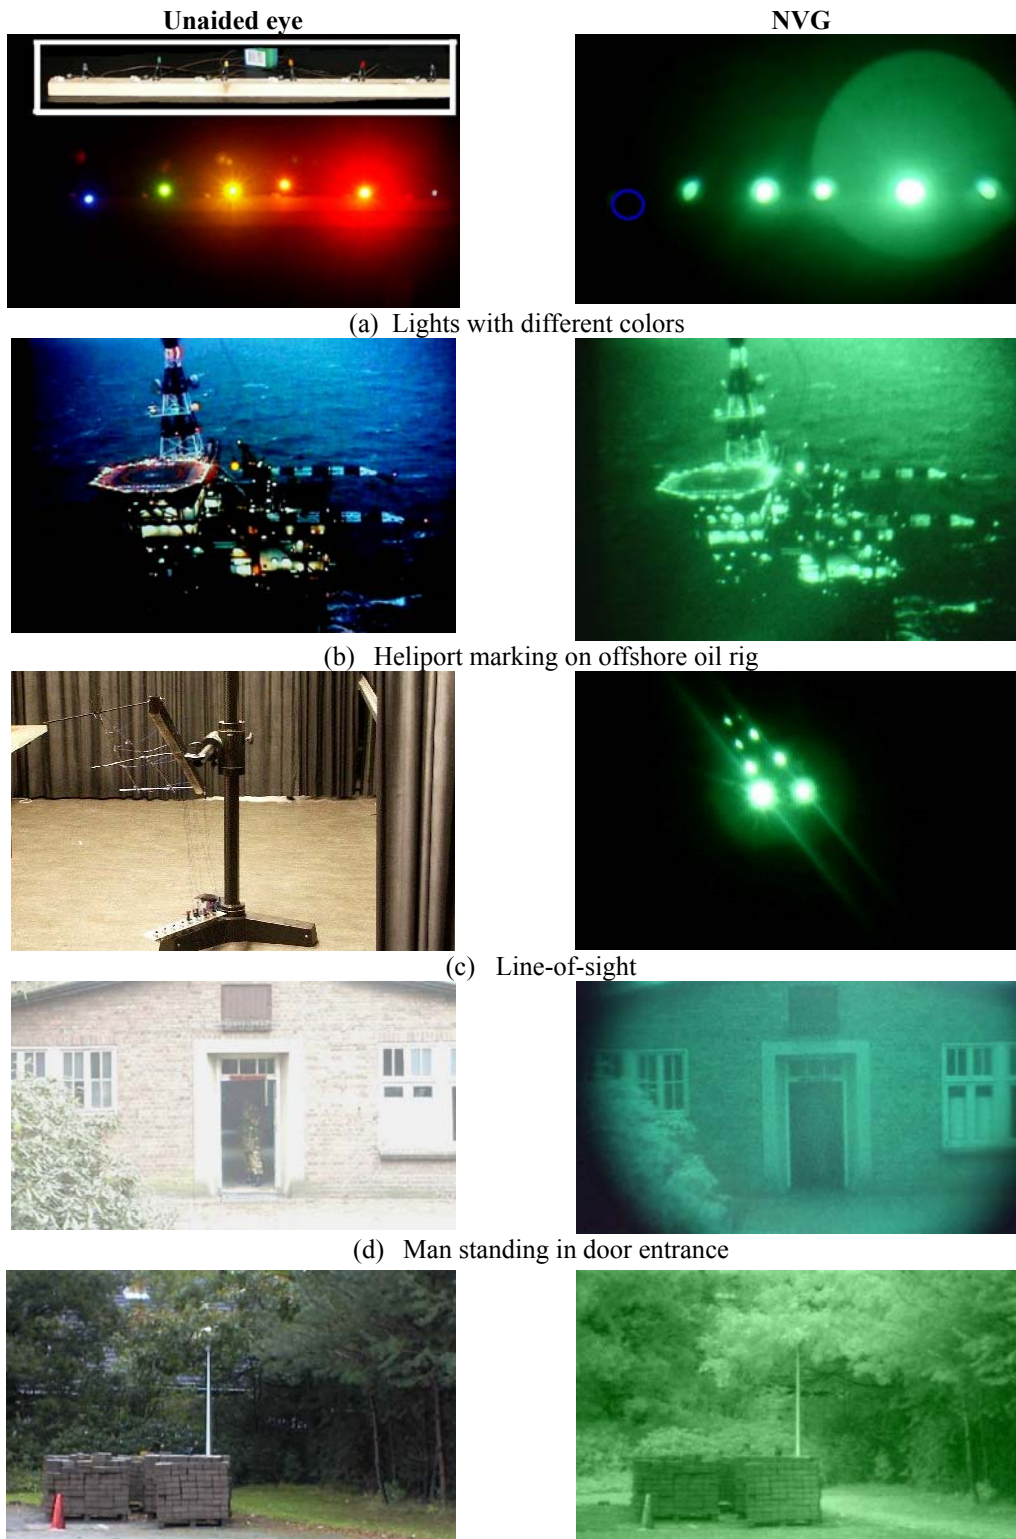 Unaided eye NVG
(a) Lights with different colors
(b) Heliport marking on offshore oil rig
(c) Line-of-sight
(d) Man standing in door entrance